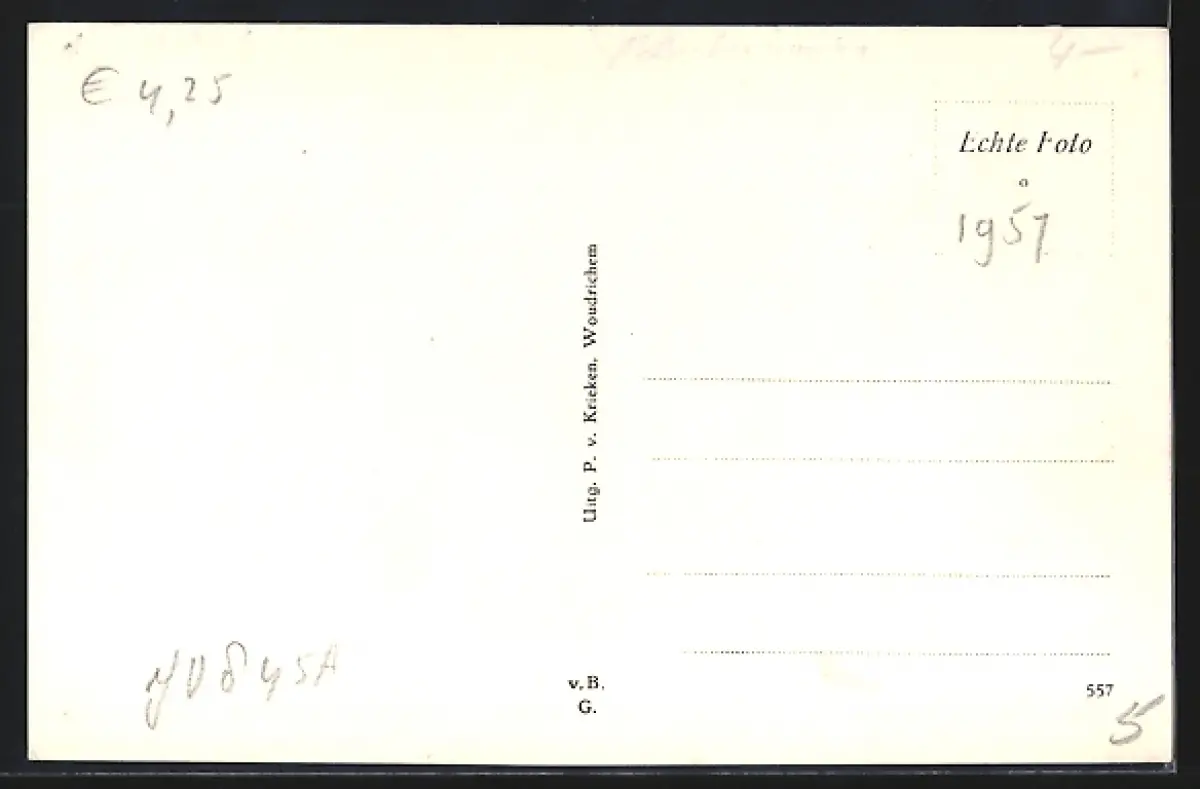 € 4,25
4-
Echte Foto
1957
Uitg. P. v. Krieken, Woudrichem
v.B.
G.
557
5